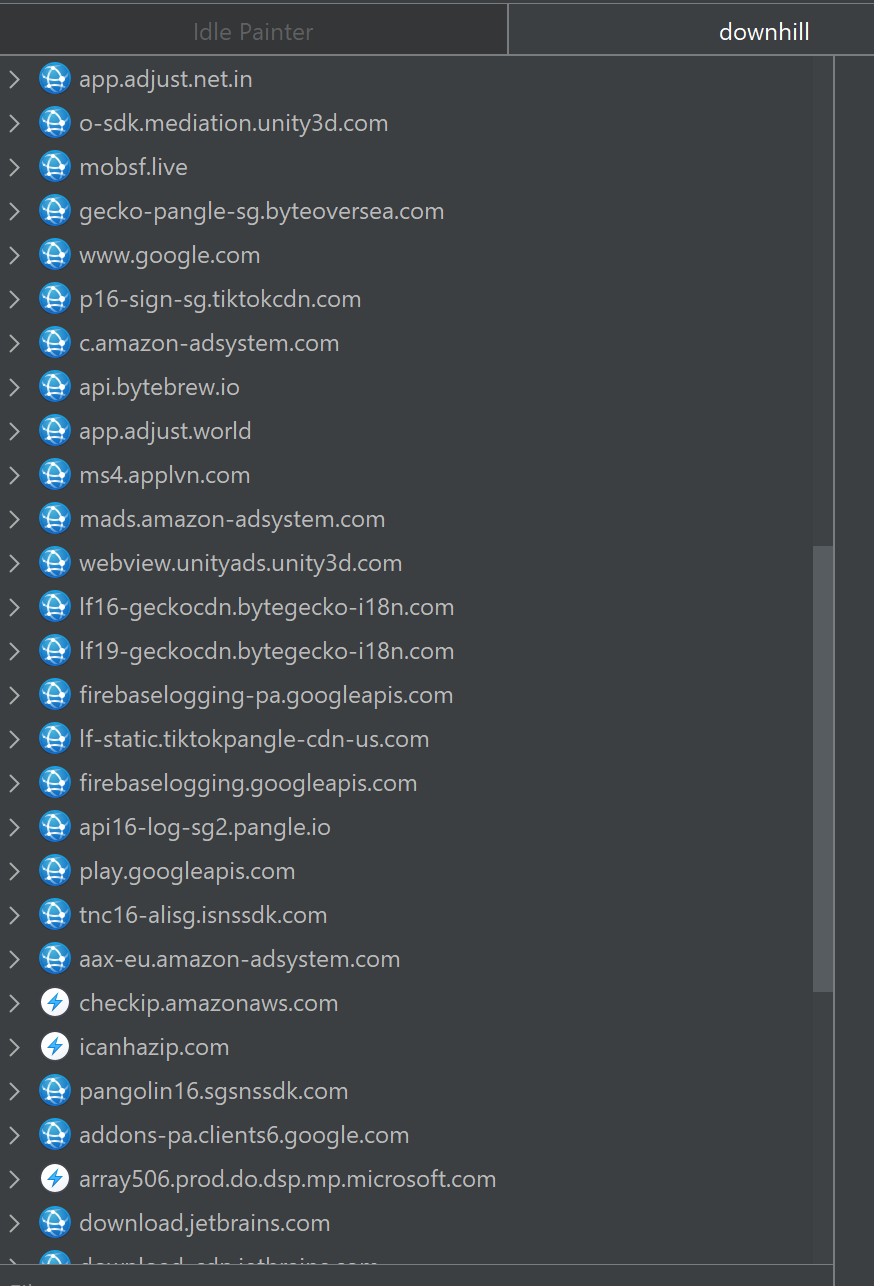 Idle Painter
downhill
app.adjust.net.in
o-sdk.mediation.unity3d.com
mobsf.live
gecko-pangle-sg.byteoversea.com
www.google.com
p16-sign-sg.tiktokcdn.com
c.amazon-adsystem.com
api.bytebrew.io
app.adjust.world
ms4.applvn.com
mads.amazon-adsystem.com
webview.unityads.unity3d.com
lf16-geckocdn.bytegecko-i18n.com
lf19-geckocdn.bytegecko-i18n.com
firebaselogging-pa.googleapis.com
lf-static.tiktokpangle-cdn-us.com
firebaselogging.googleapis.com
api16-log-sg2.pangle.io
play.googleapis.com
tnc16-alisg.isnssdk.com
aax-eu.amazon-adsystem.com
checkip.amazonaws.com
icanhazip.com
pangolin16.sgsnssdk.com
addons-pa.clients6.google.com
array506.prod.do.dsp.mp.microsoft.com
download.jetbrains.com